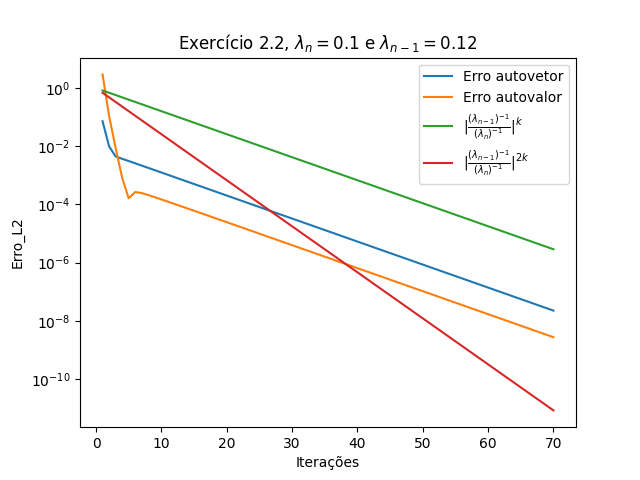 Exercício 2.2, λₙ = 0.1 e λₙ₋₁ = 0.12
Erro autovetor
Erro autovalor
|(λₙ₋₁)⁻¹/(λₙ)⁻¹|ᵏ
|(λₙ₋₁)⁻¹/(λₙ)⁻¹|²ᵏ
Erro_L2
10⁰
10⁻²
10⁻⁴
10⁻⁶
10⁻⁸
10⁻¹⁰
0 10 20 30 40 50 60 70
Iterações